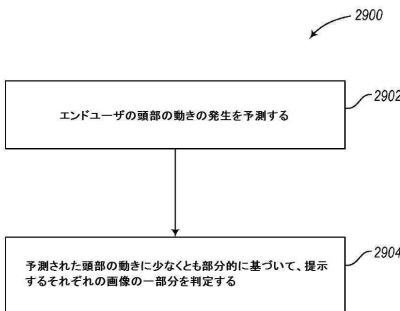 2900
エンドユーザの頭部の動きの発生を予測する
2902
予測された頭部の動きに少なくとも部分的に基づいて、提示
するそれぞれの画像の一部分を判定する
2904